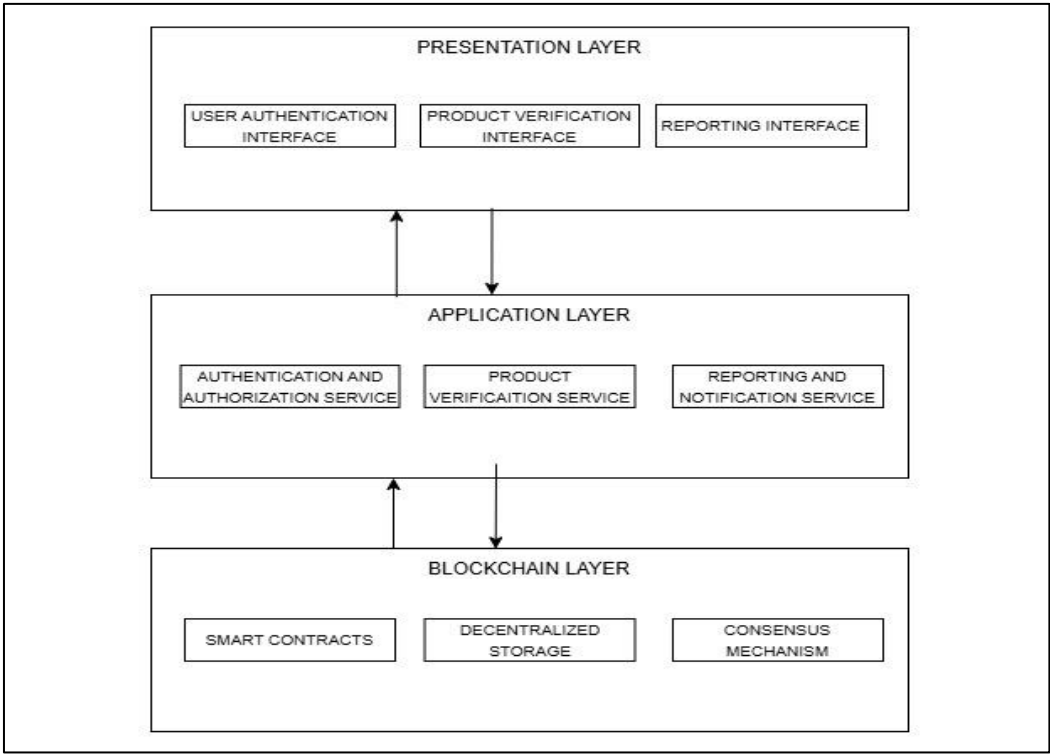 PRESENTATION LAYER
USER AUTHENTICATION
INTERFACE
PRODUCT VERIFICATION
INTERFACE
REPORTING INTERFACE
APPLICATION LAYER
AUTHENTICATION AND
AUTHORIZATION SERVICE
PRODUCT
VERIFICAITION SERVICE
REPORTING AND
NOTIFICATION SERVICE
BLOCKCHAIN LAYER
SMART CONTRACTS
DECENTRALIZED
STORAGE
CONSENSUS
MECHANISM